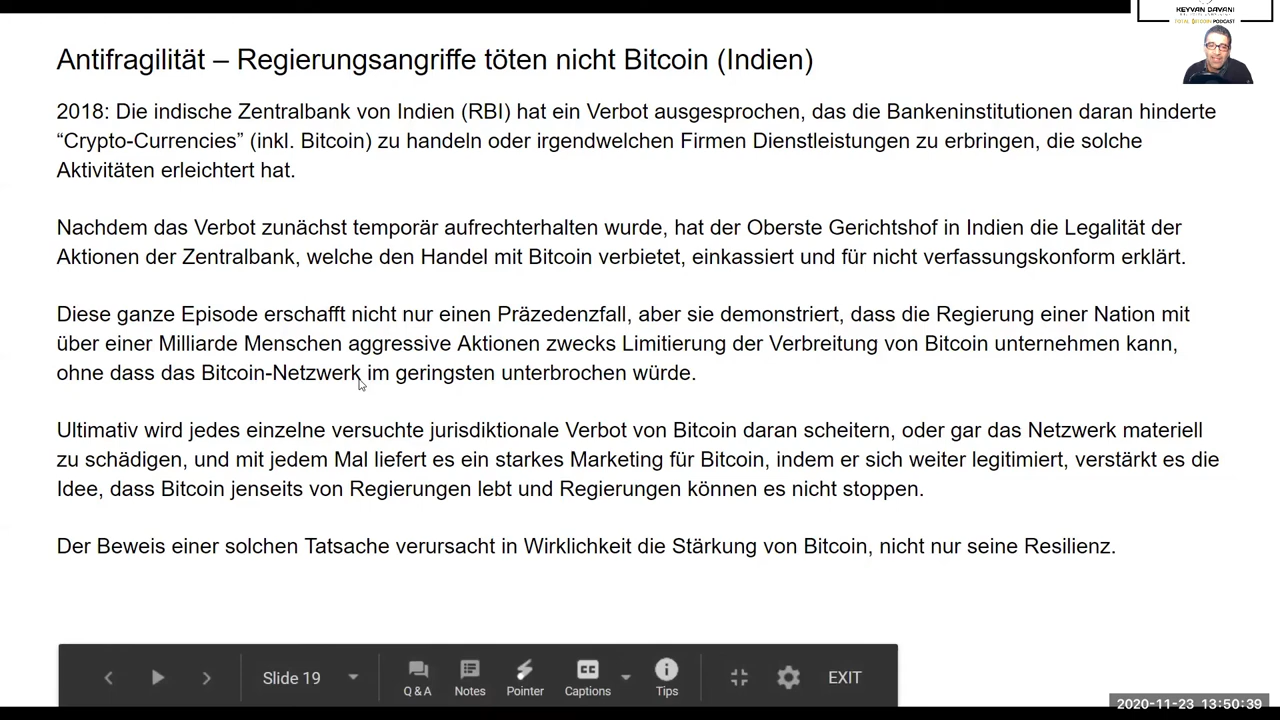 KEYVAN DAVANI
TOTAL BITCOIN PODCAST
Antifragilität – Regierungsangriffe töten nicht Bitcoin (Indien)
2018: Die indische Zentralbank von Indien (RBI) hat ein Verbot ausgesprochen, das die Bankeninstitutionen daran hinderte
“Crypto-Currencies” (inkl. Bitcoin) zu handeln oder irgendwelchen Firmen Dienstleistungen zu erbringen, die solche
Aktivitäten erleichtert hat.
Nachdem das Verbot zunächst temporär aufrechterhalten wurde, hat der Oberste Gerichtshof in Indien die Legalität der
Aktionen der Zentralbank, welche den Handel mit Bitcoin verbietet, einkassiert und für nicht verfassungskonform erklärt.
Diese ganze Episode erschafft nicht nur einen Präzedenzfall, aber sie demonstriert, dass die Regierung einer Nation mit
über einer Milliarde Menschen aggressive Aktionen zwecks Limitierung der Verbreitung von Bitcoin unternehmen kann,
ohne dass das Bitcoin-Netzwerk im geringsten unterbrochen würde.
Ultimativ wird jedes einzelne versuchte jurisdiktionale Verbot von Bitcoin daran scheitern, oder gar das Netzwerk materiell
zu schädigen, und mit jedem Mal liefert es ein starkes Marketing für Bitcoin, indem er sich weiter legitimiert, verstärkt es die
Idee, dass Bitcoin jenseits von Regierungen lebt und Regierungen können es nicht stoppen.
Der Beweis einer solchen Tatsache verursacht in Wirklichkeit die Stärkung von Bitcoin, nicht nur seine Resilienz.
Slide 19
Q & A
Notes
Pointer
CC
Captions
Tips
EXIT
2020-11-23 13:50:39